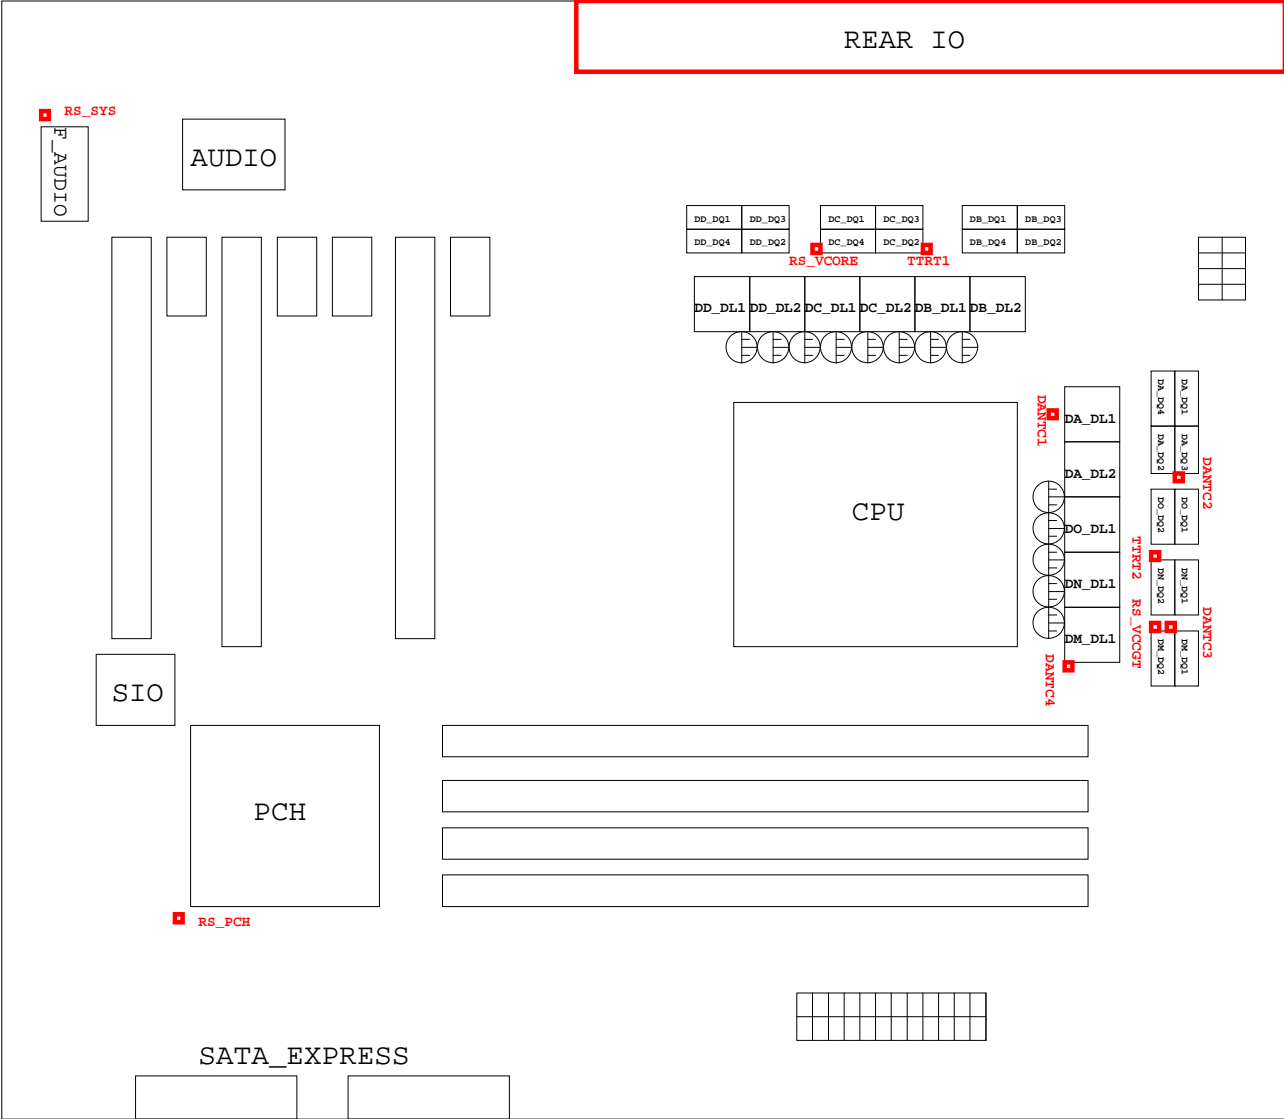 REAR IO
RS_SYS
F_AUDIO
AUDIO
DD_DQ1 DD_DQ3
DD_DQ4 DD_DQ2
DC_DQ1 DC_DQ3
DC_DQ4 DC_DQ2
DB_DQ1 DB_DQ3
DB_DQ4 DB_DQ2
RS_VCORE
TTRT1
DD_DL1 DD_DL2 DC_DL1 DC_DL2 DB_DL1 DB_DL2
DANTC1
DA_DL1
DA_DL2
DO_DL1
DN_DL1
DM_DL1
DA_DQ4
DA_DQ1
DA_DQ2
DA_DQ3
DANTC2
DO_DQ2
DO_DQ1
TTRT2
DN_DQ2
DN_DQ1
RS_VCCGT
DANTC3
DM_DQ2
DM_DQ1
DANTC4
CPU
SIO
PCH
RS_PCH
SATA_EXPRESS